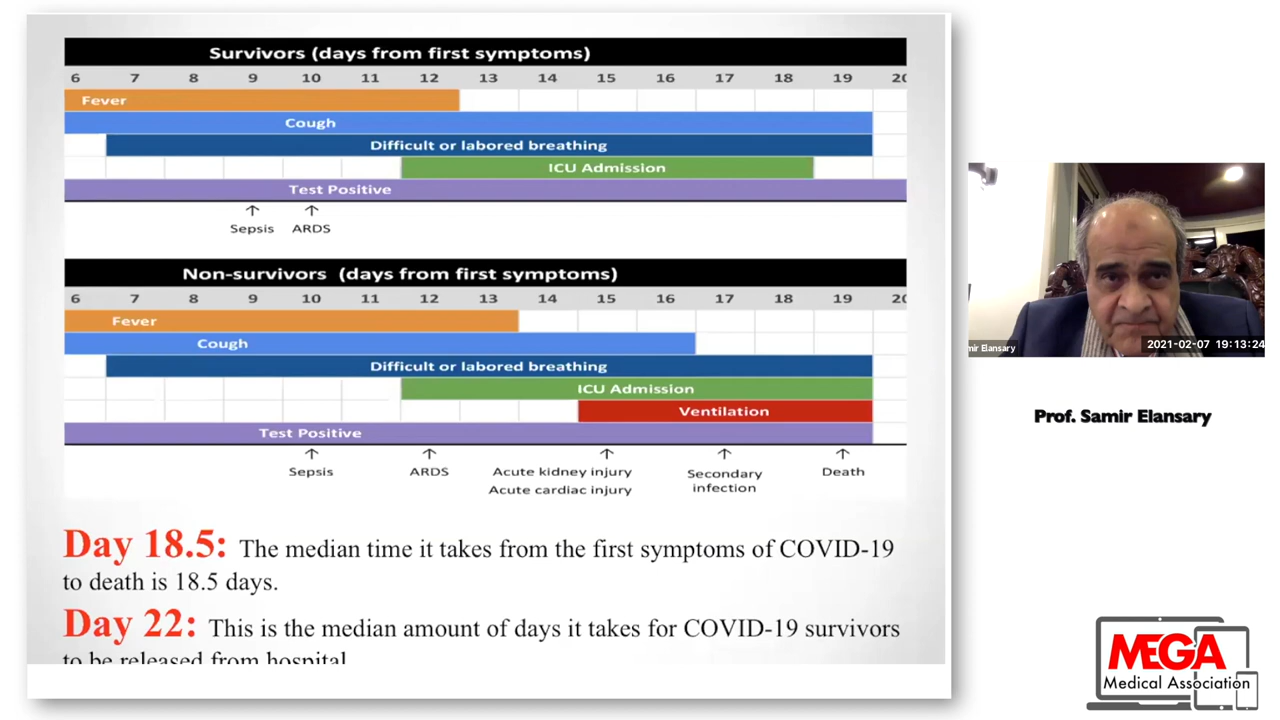 Survivors (days from first symptoms)
6 7 8 9 10 11 12 13 14 15 16 17 18 19 20
Fever
Cough
Difficult or labored breathing
ICU Admission
Test Positive
Sepsis ARDS
Non-survivors (days from first symptoms)
6 7 8 9 10 11 12 13 14 15 16 17 18 19 20
Fever
Cough
Difficult or labored breathing
ICU Admission
Ventilation
Test Positive
Sepsis ARDS Acute kidney injury Secondary Death
Acute cardiac injury infection
Day 18.5: The median time it takes from the first symptoms of COVID-19
to death is 18.5 days.
Day 22: This is the median amount of days it takes for COVID-19 survivors
to be released from hospital
mir Elansary
2021-02-07 19:13:24
Prof. Samir Elansary
MEGA
Medical Association